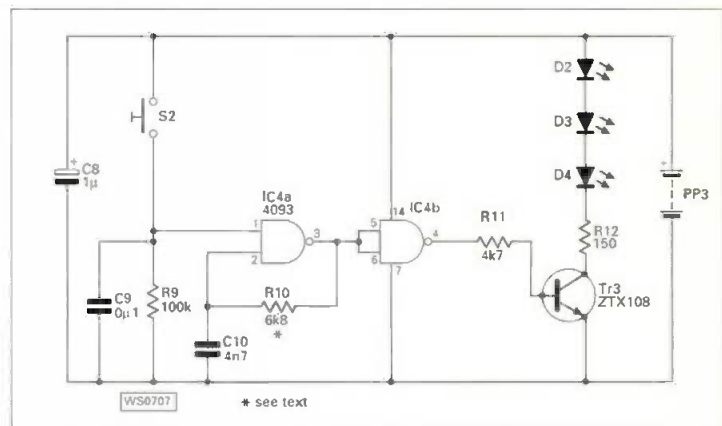 D2
S2
D3
C8
+
1µ
IC4a
4093
D4
+
PP3
14
IC4b
R11
R12
150
1
3
5
4
2
6
4k7
7
Tr3
ZTX108
C9
0µ1
R9
100k
R10
6k8
*
C10
4n7
WS0707
* see text